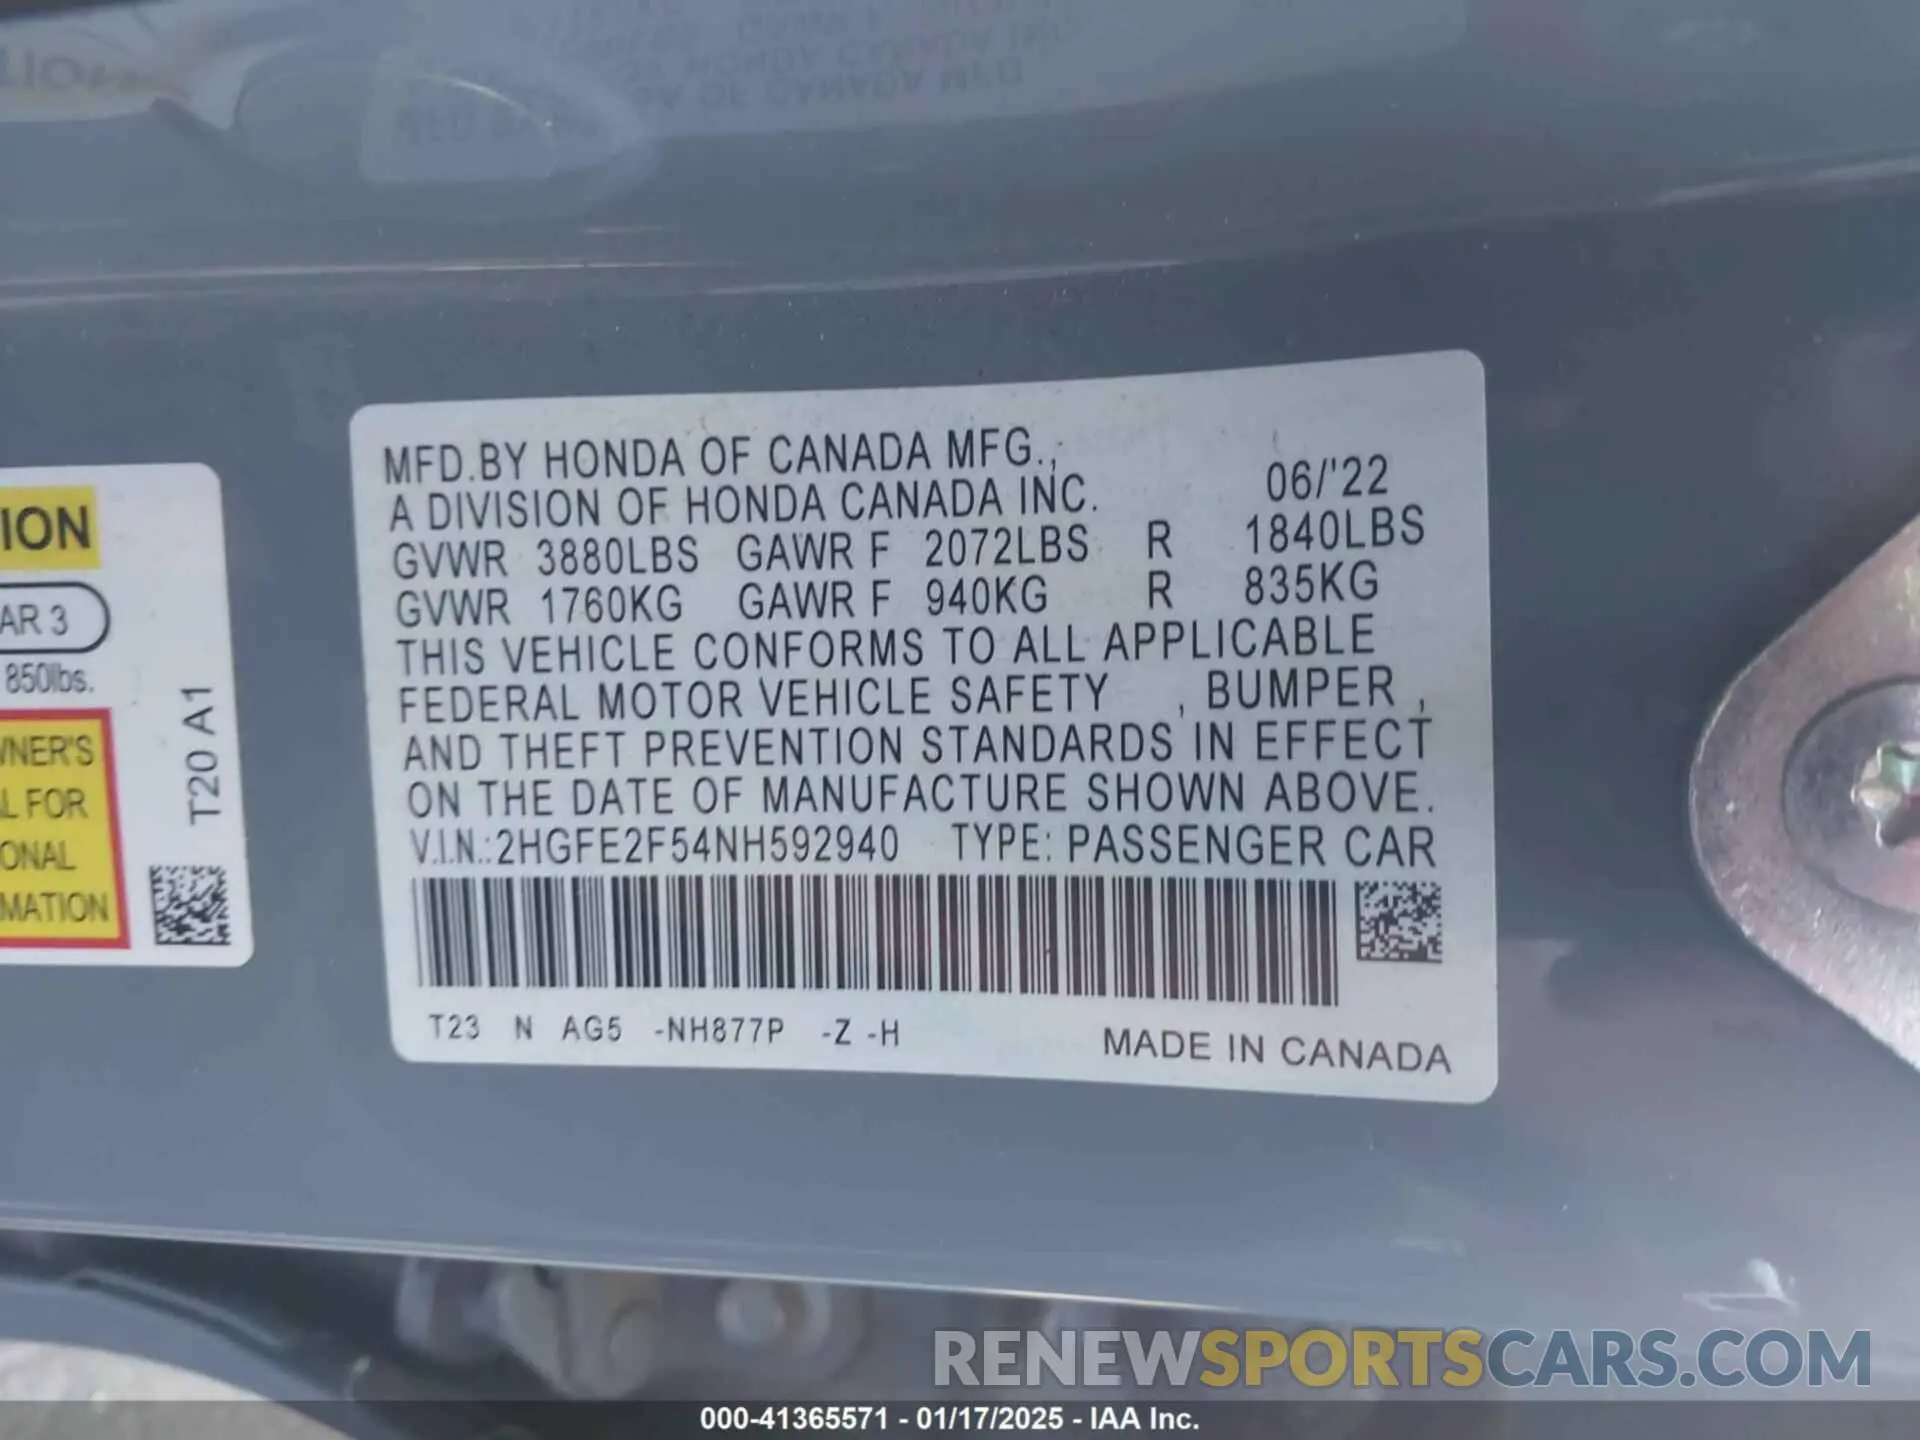 MFD.BY HONDA OF CANADA MFG.,
A DIVISION OF HONDA CANADA INC. 06/'22
GVWR 3880LBS GAWR F 2072LBS R 1840LBS
GVWR 1760KG GAWR F 940KG R 835KG
THIS VEHICLE CONFORMS TO ALL APPLICABLE
FEDERAL MOTOR VEHICLE SAFETY , BUMPER ,
AND THEFT PREVENTION STANDARDS IN EFFECT
ON THE DATE OF MANUFACTURE SHOWN ABOVE.
V.I.N.:2HGFE2F54NH592940 TYPE: PASSENGER CAR
T23 N AG5 -NH877P -Z -H
MADE IN CANADA
ION
AR 3
850lbs.
WNER'S
L FOR
ONAL
MATION
T20 A1
RENEWSPORTSCARS.COM
000-41365571 - 01/17/2025 - IAA Inc.